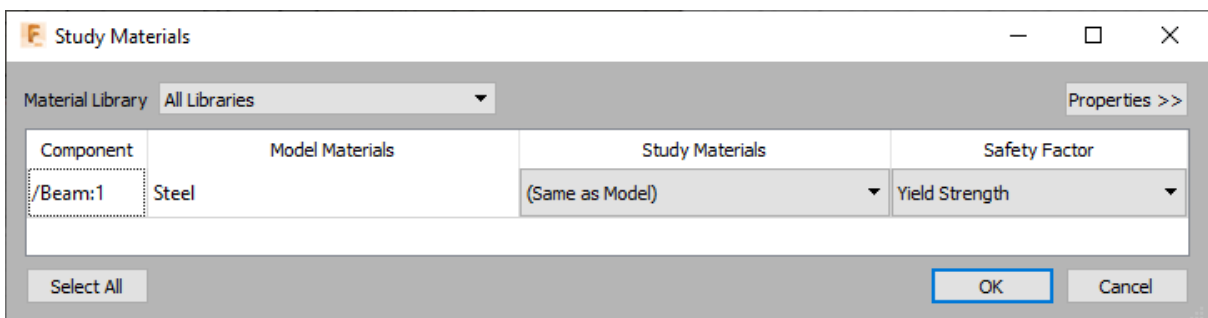 Study Materials
Material Library All Libraries Properties >>
Component Model Materials Study Materials Safety Factor
/Beam:1 Steel (Same as Model) Yield Strength
Select All OK Cancel